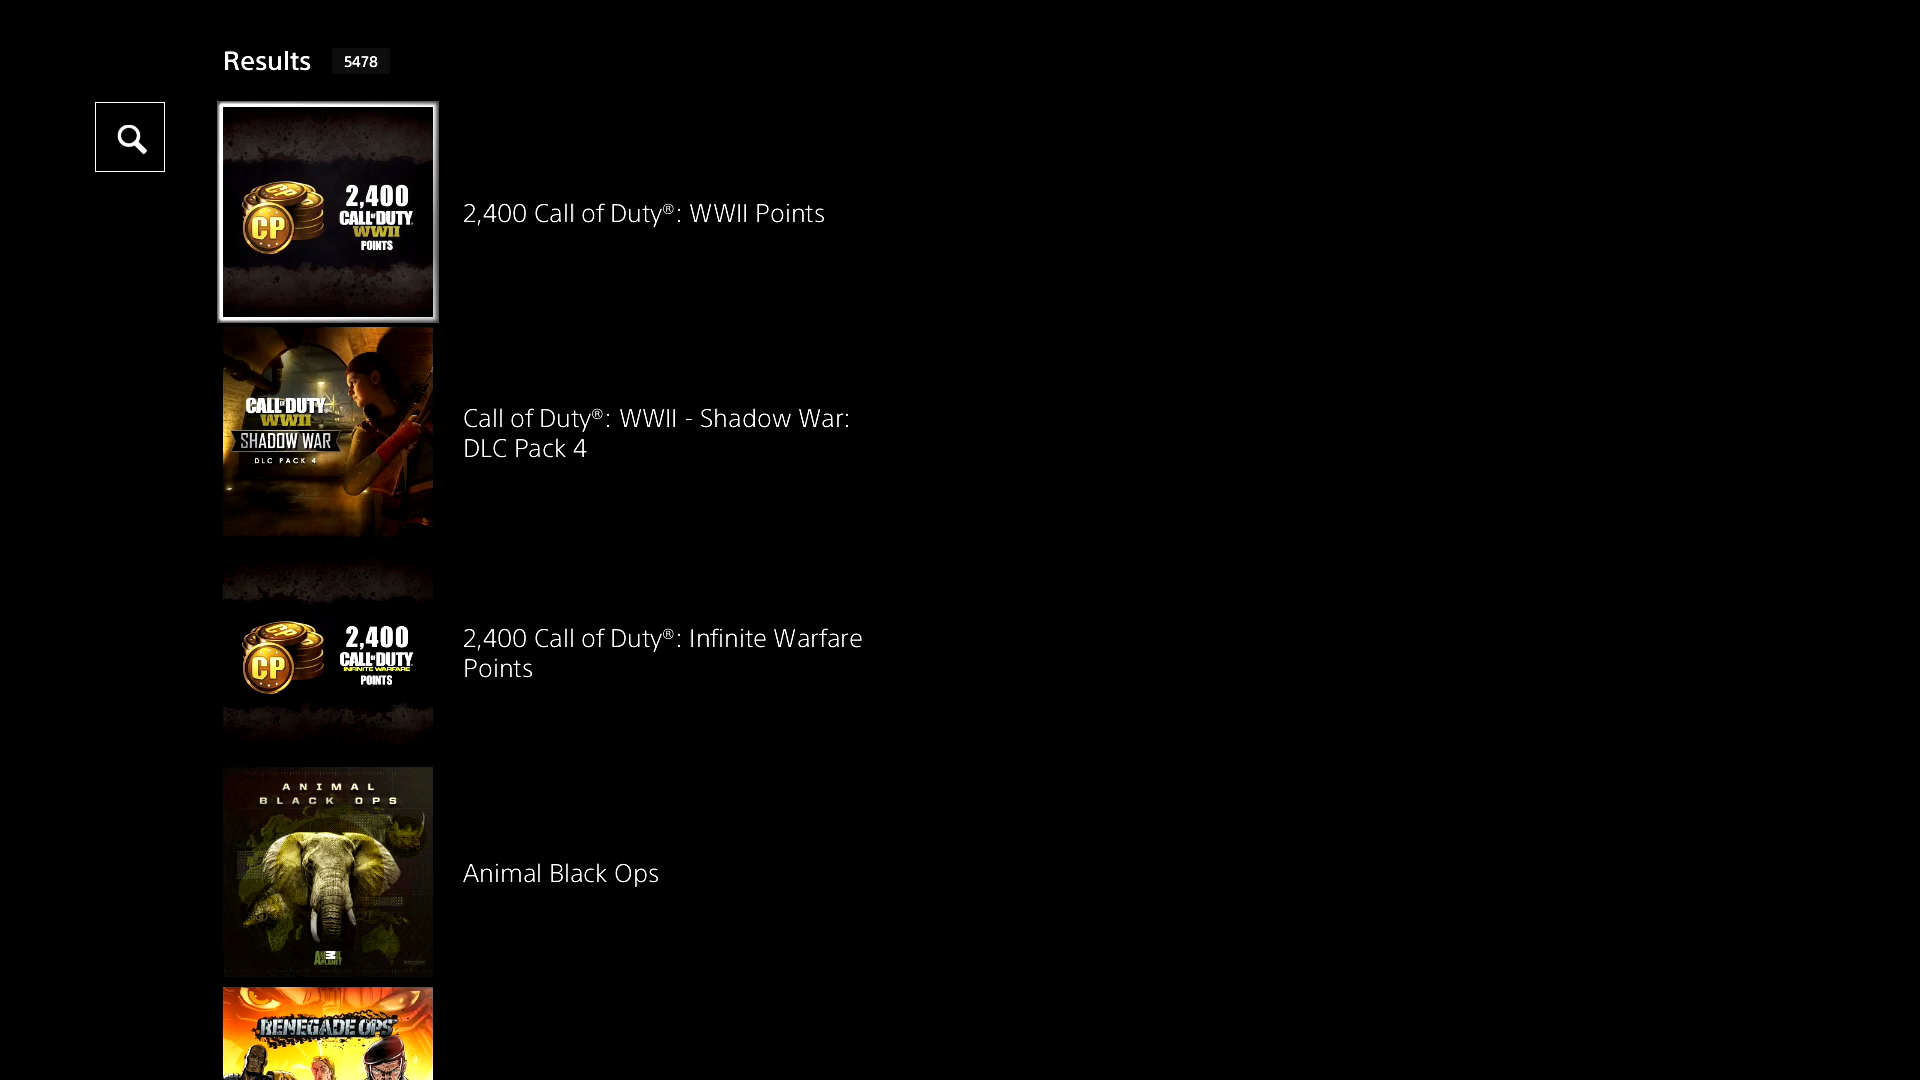 Results 5478
2,400
CALL OF DUTY
WWII
POINTS
CP
2,400 Call of Duty®: WWII Points
CALL OF DUTY
WWII
SHADOW WAR
DLC PACK 4
Call of Duty®: WWII - Shadow War:
DLC Pack 4
2,400
CALL OF DUTY
INFINITE WARFARE
POINTS
CP
2,400 Call of Duty®: Infinite Warfare
Points
ANIMAL
BLACK OPS
Animal Black Ops
RENEGADE OPS